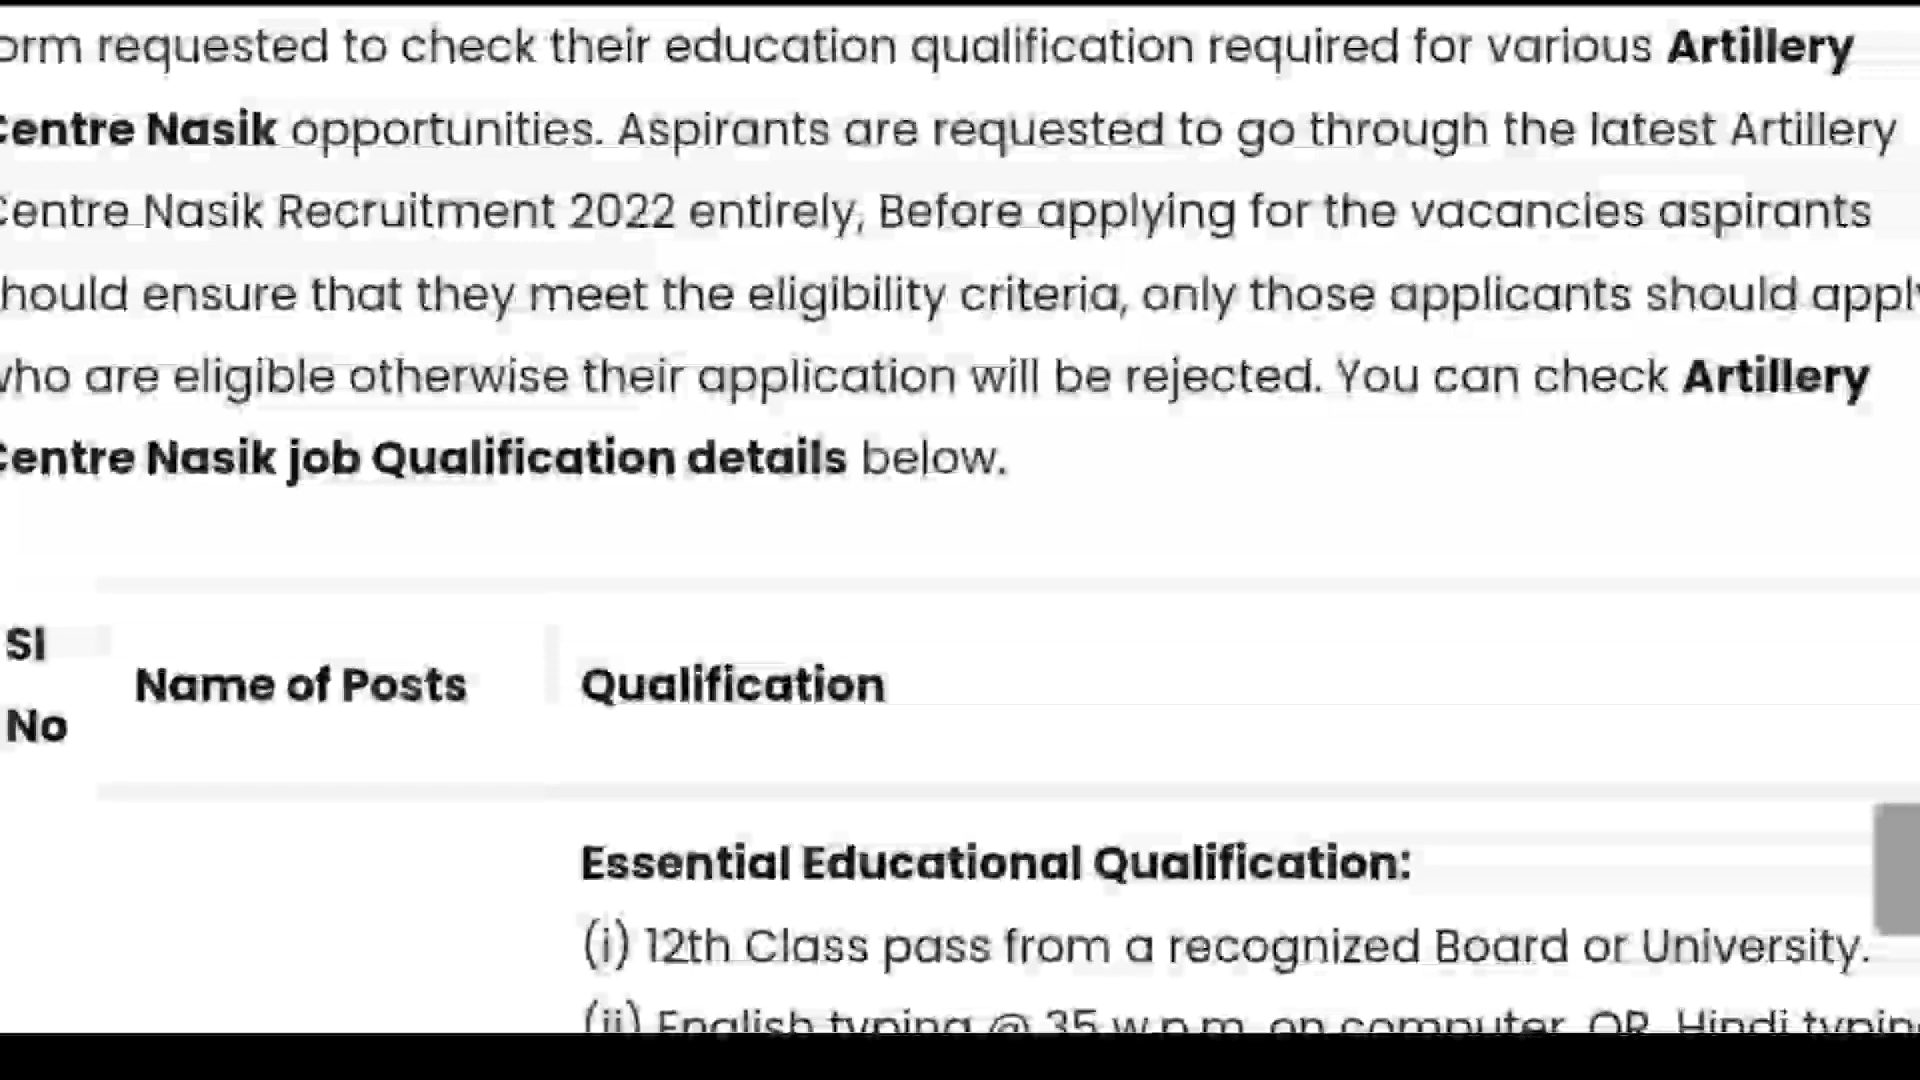 orm requested to check their education qualification required for various Artillery
Centre Nasik opportunities. Aspirants are requested to go through the latest Artillery
Centre Nasik Recruitment 2022 entirely, Before applying for the vacancies aspirants
hould ensure that they meet the eligibility criteria, only those applicants should apply
who are eligible otherwise their application will be rejected. You can check Artillery
Centre Nasik job Qualification details below.
Sl
No
Name of Posts
Qualification
Essential Educational Qualification:
(i) 12th Class pass from a recognized Board or University.
(ii) English typing @ 35 w.p.m. on computer, OR, Hindi typing